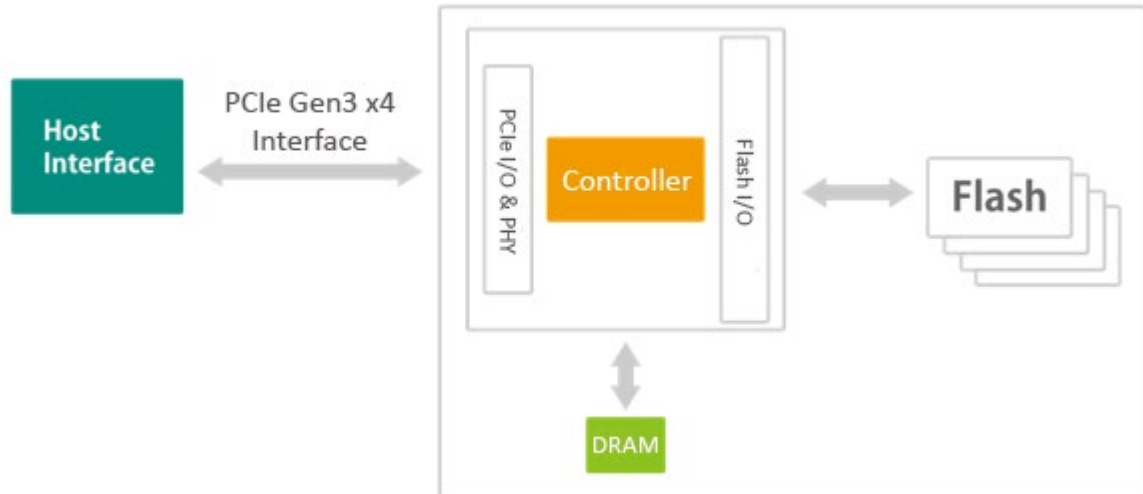 Host
Interface
PCIe Gen3 x4
Interface
PCIe I/O & PHY
Controller
Flash I/O
Flash
DRAM